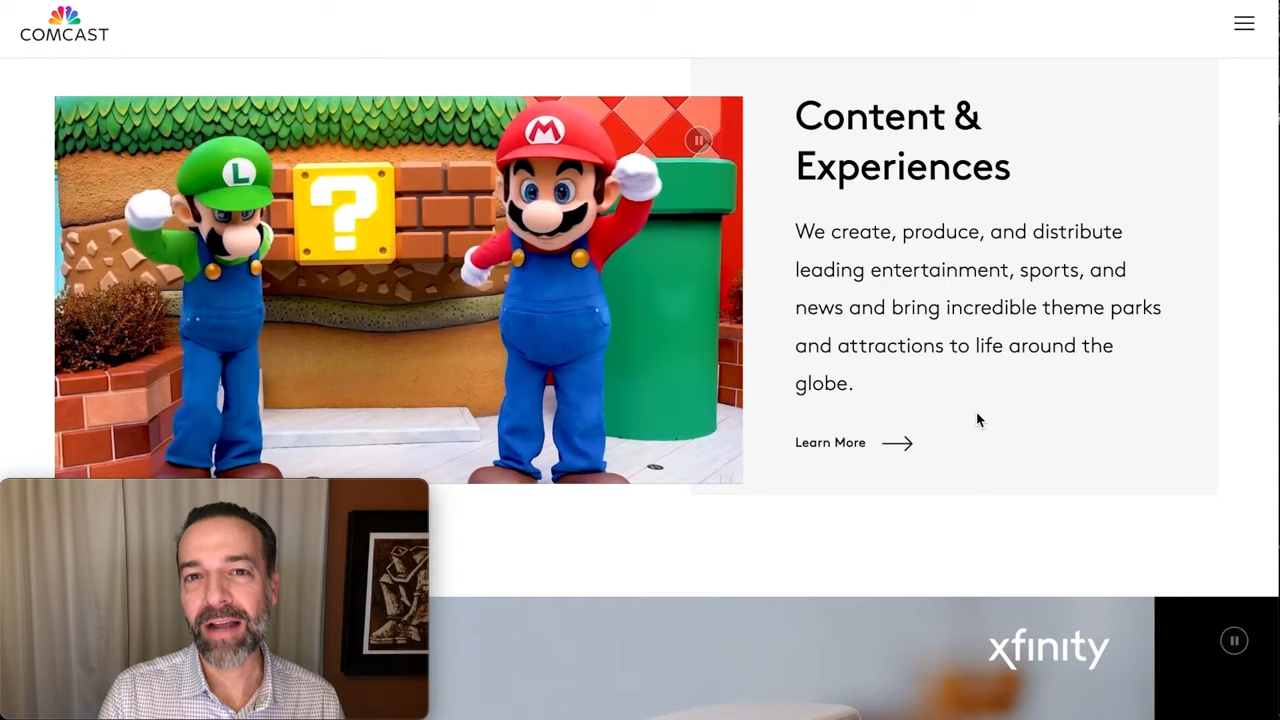 COMCAST
L
?
M
Content &
Experiences
We create, produce, and distribute
leading entertainment, sports, and
news and bring incredible theme parks
and attractions to life around the
globe.
Learn More
xfinity